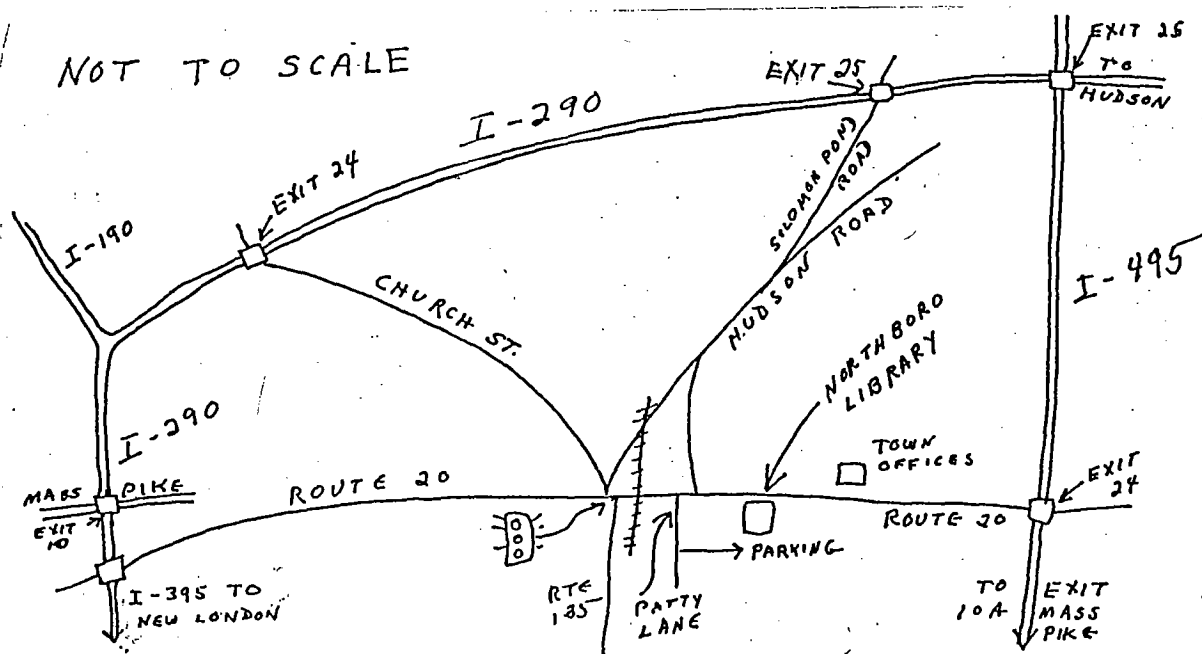 NOT TO SCALE
EXIT 25
EXIT 25
TO
HUDSON
I-290
EXIT 24
I-190
SOLOMON POND
ROAD
HUDSON ROAD
CHURCH ST.
I-495
NORTHBORO
LIBRARY
I-290
TOWN
OFFICES
MASS PIKE
EXIT
10
ROUTE 20
ROUTE 20
EXIT
24
PARKING
I-395 TO
NEW LONDON
RTE
135
PATTY
LANE
TO EXIT
10A MASS
PIKE